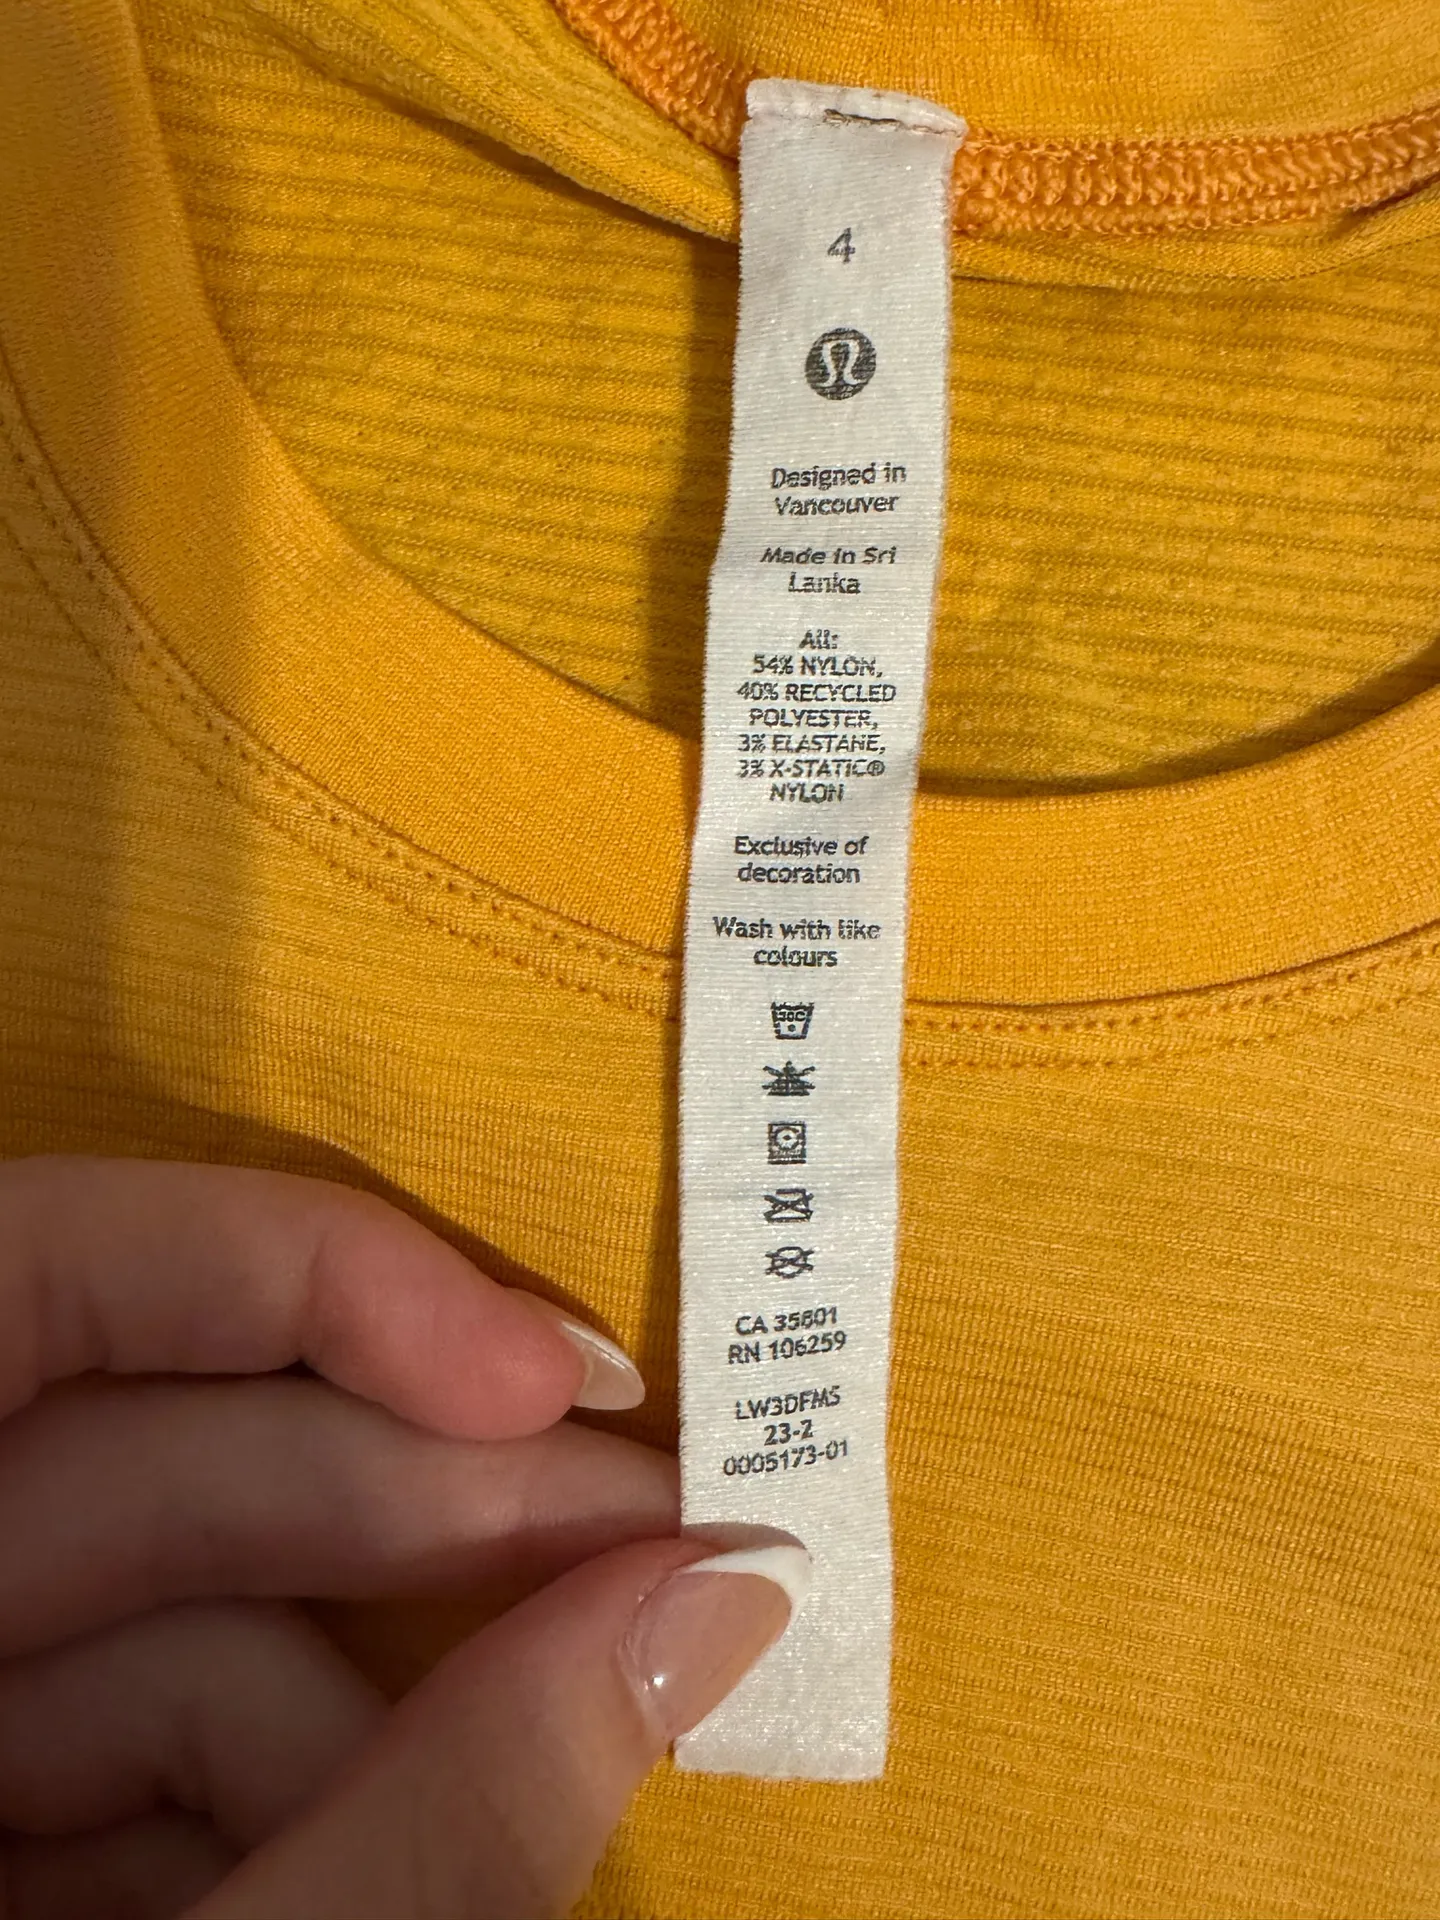 4
Designed in
Vancouver
Made in Sri
Lanka
All:
54% NYLON,
40% RECYCLED
POLYESTER,
3% ELASTANE,
3% X-STATIC®
NYLON
Exclusive of
decoration
Wash with like
colours
30C
CA 35801
RN 106259
LW3DFMS
23-2
0005173-01